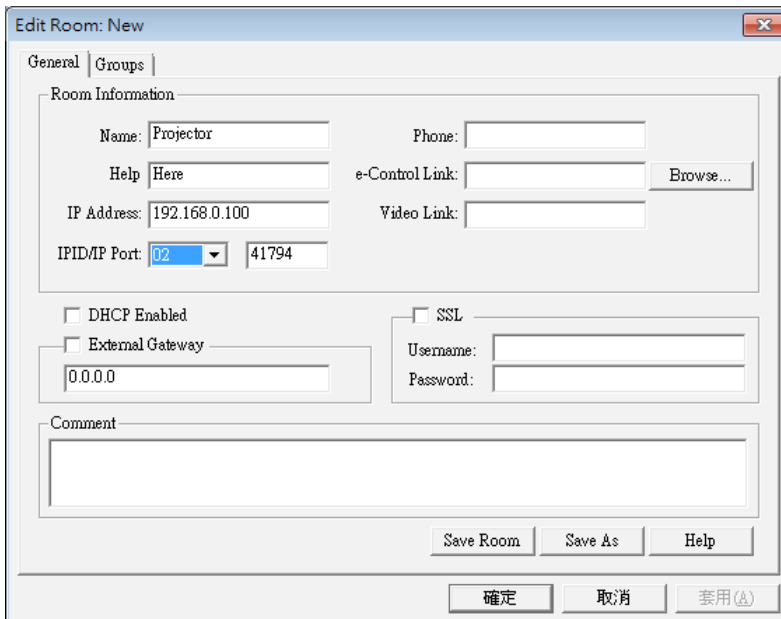 Edit Room: New
General Groups
Room Information
Name: Projector Phone:
Help Here e-Control Link: Browse...
IP Address: 192.168.0.100 Video Link:
IPID/IP Port: 02 41794
DHCP Enabled SSL
External Gateway Username:
0.0.0.0 Password:
Comment
Save Room Save As Help
確定 取消 套用(A)